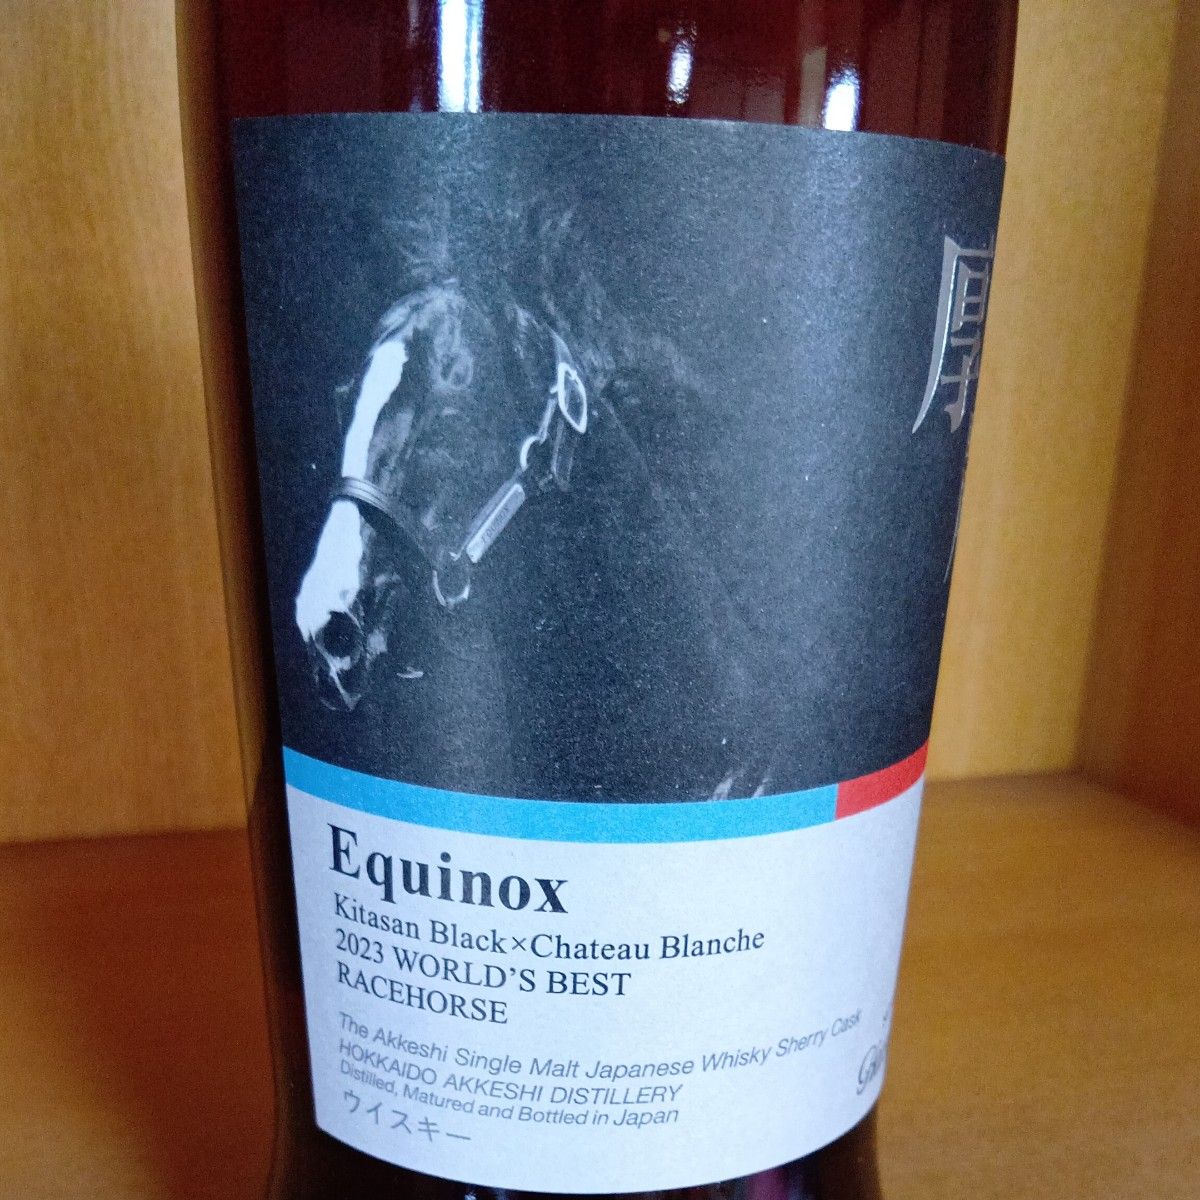 厚
Equinox
Kitasan Black×Chateau Blanche
2023 WORLD'S BEST
RACEHORSE
The Akkeshi Single Malt Japanese Whisky Sherry Cask
HOKKAIDO AKKESHI DISTILLERY
Distilled, Matured and Bottled in Japan
ウイスキー